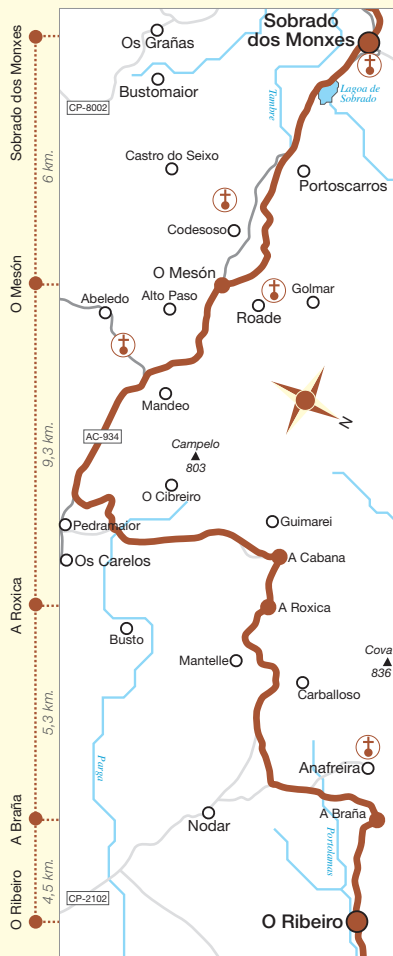 Sobrado dos Monxes
6 km.
O Mesón
9,3 km.
A Roxica
5,3 km.
A Braña
4,5 km.
O Ribeiro
Sobrado
dos Monxes
Os Grañas
Bustomaior
CP-8002
Tambre
Lagoa de
Sobrado
Castro do Seixo
Portoscarros
Codesoso
O Mesón
Abeledo
Alto Paso
Roade
Golmar
Mandeo
N
AC-934
Campelo
803
O Cibreiro
Pedramaior
Guimarei
Os Carelos
A Cabana
A Roxica
Busto
Mantelle
Cova
836
Carballoso
Parga
Anafreira
Nodar
A Braña
Portolamas
CP-2102
O Ribeiro